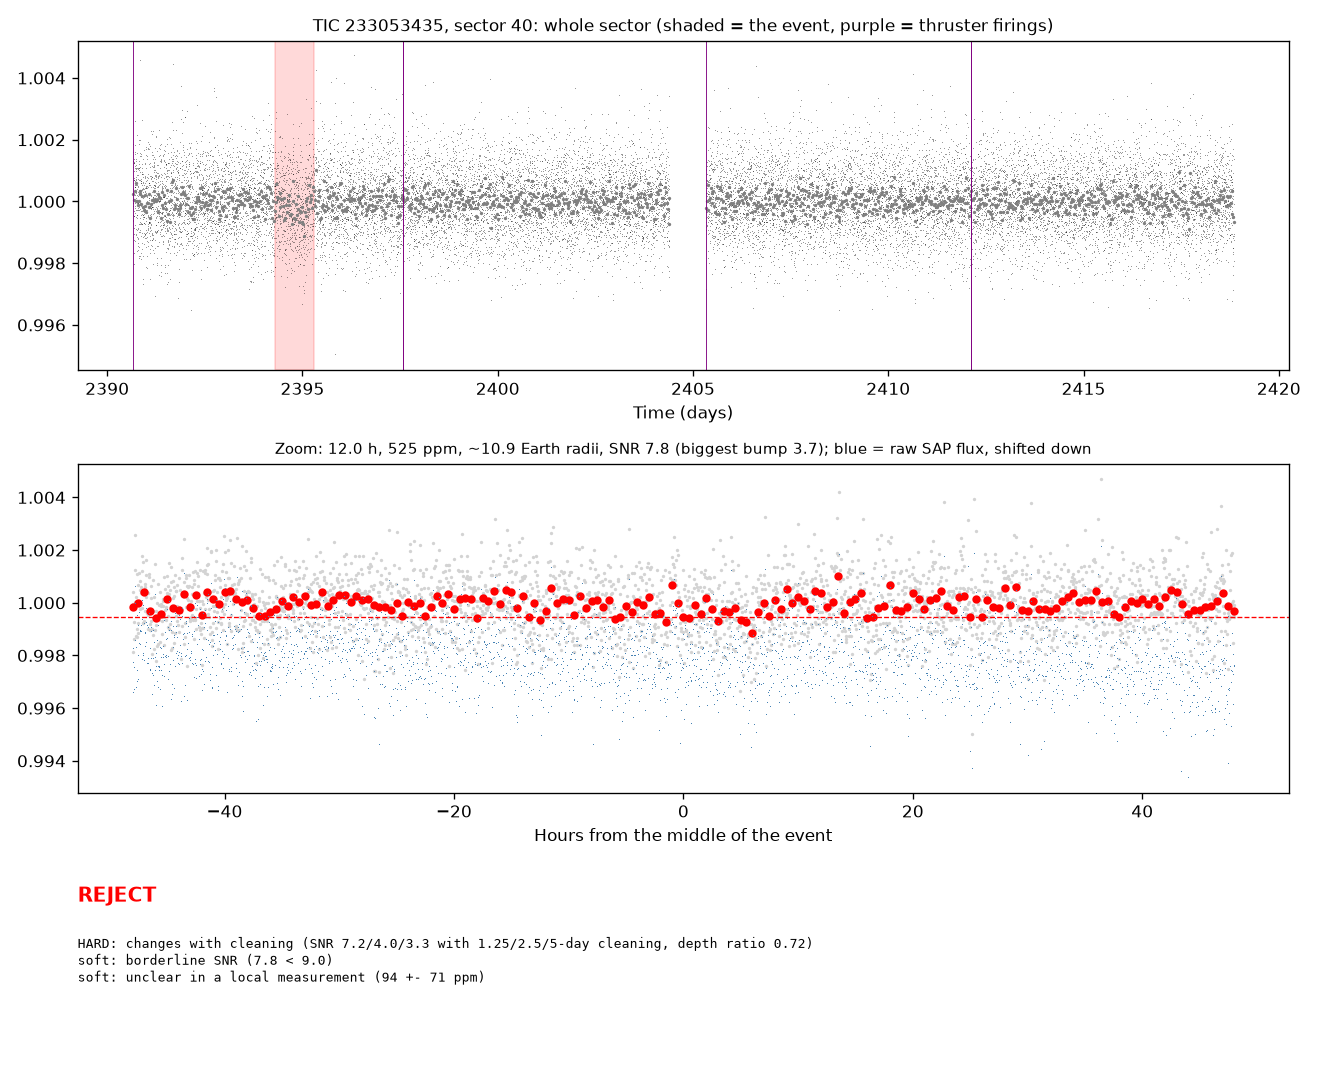 TIC 233053435, sector 40: whole sector (shaded = the event, purple = thruster firings)
1.004
1.002
1.000
0.998
0.996
2390 2395 2400 2405 2410 2415 2420
Time (days)
Zoom: 12.0 h, 525 ppm, ~10.9 Earth radii, SNR 7.8 (biggest bump 3.7); blue = raw SAP flux, shifted down
1.004
1.002
1.000
0.998
0.996
0.994
−40 −20 0 20 40
Hours from the middle of the event
REJECT
HARD: changes with cleaning (SNR 7.2/4.0/3.3 with 1.25/2.5/5-day cleaning, depth ratio 0.72)
soft: borderline SNR (7.8 < 9.0)
soft: unclear in a local measurement (94 +- 71 ppm)